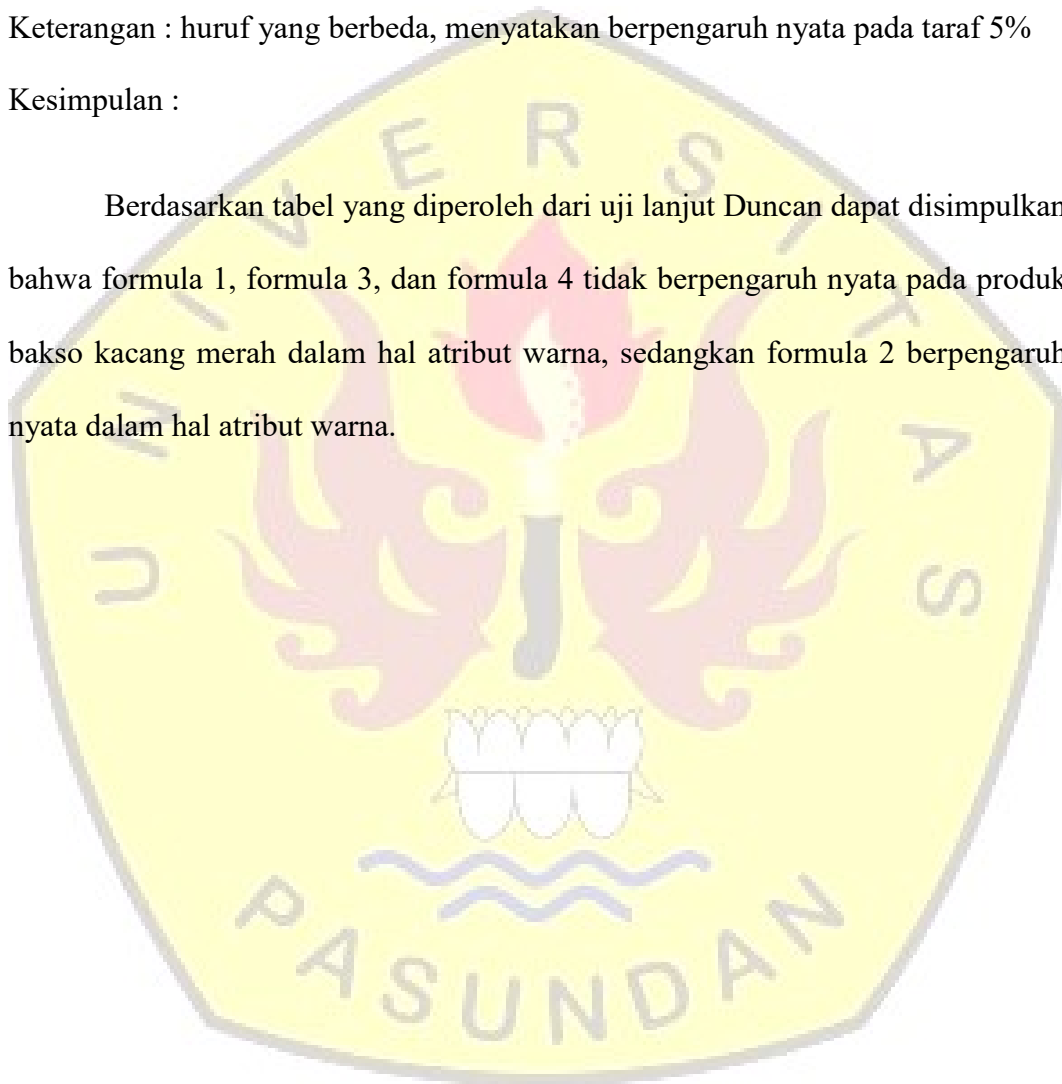 Keterangan : huruf yang berbeda, menyatakan berpengaruh nyata pada taraf 5%
Kesimpulan :
Berdasarkan tabel yang diperoleh dari uji lanjut Duncan dapat disimpulkan
bahwa formula 1, formula 3, dan formula 4 tidak berpengaruh nyata pada produk
bakso kacang merah dalam hal atribut warna, sedangkan formula 2 berpengaruh
nyata dalam hal atribut warna.
UNIVERSITAS
PASUNDAN